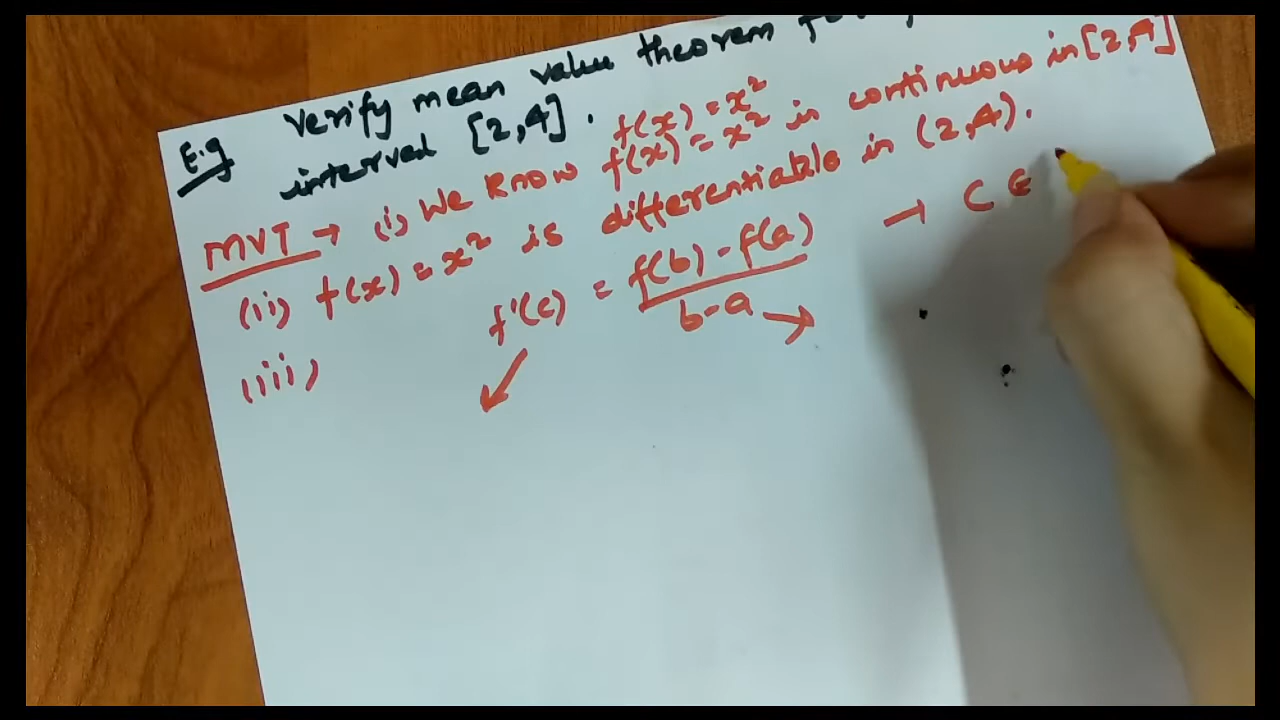 E.g Verify mean value theorem
interval [2,4]. f(x) = x²
MVT → (i) We know f(x) = x² is continuous in [2,4]
(ii) f(x) = x² is differentiable in (2,4).
(iii) f'(c) = f(b) - f(a) / b-a → c ∈